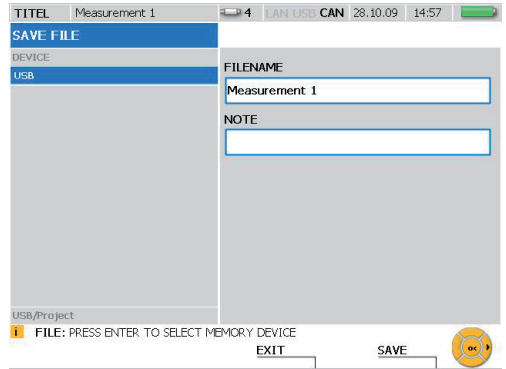 TITEL Measurement 1 4 LAN USB CAN 28.10.09 14:57
SAVE FILE
DEVICE
USB
FILENAME
Measurement 1
NOTE
USB/Project
i FILE: PRESS ENTER TO SELECT MEMORY DEVICE
EXIT SAVE OK